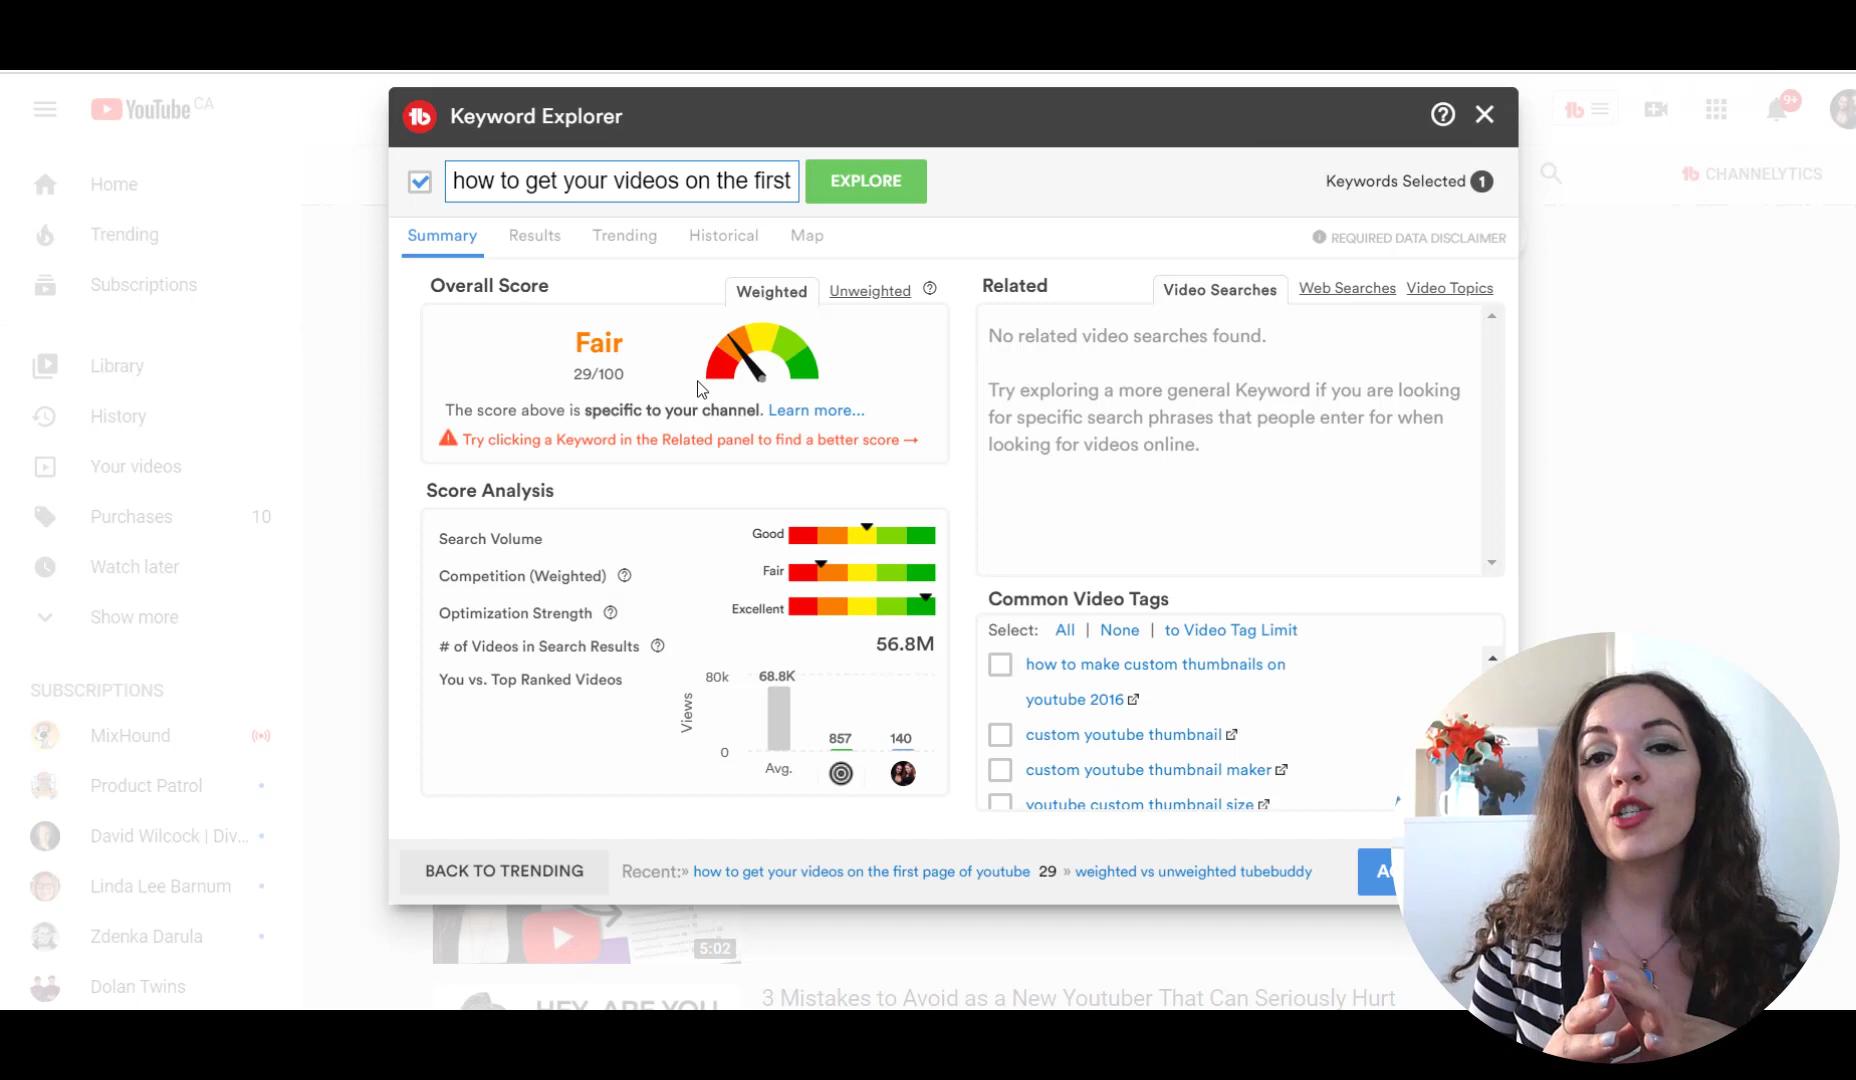 YouTube CA
Home
Trending
Subscriptions
Library
History
Your videos
Purchases 10
Watch later
Show more
SUBSCRIPTIONS
MixHound
Product Patrol
David Wilcock | Div...
Linda Lee Barnum
Zdenka Darula
Dolan Twins
tb Keyword Explorer ?
how to get your videos on the first EXPLORE
Keywords Selected 1
Summary Results Trending Historical Map
REQUIRED DATA DISCLAIMER
Overall Score Weighted Unweighted ?
Fair
29/100
The score above is specific to your channel. Learn more...
Try clicking a Keyword in the Related panel to find a better score →
Score Analysis
Search Volume Good
Competition (Weighted) ? Fair
Optimization Strength ? Excellent
# of Videos in Search Results ? 56.8M
You vs. Top Ranked Videos
Views
80k
0
68.8K
857
140
Avg.
Related Video Searches Web Searches Video Topics
No related video searches found.
Try exploring a more general Keyword if you are looking
for specific search phrases that people enter for when
looking for videos online.
Common Video Tags
Select: All | None | to Video Tag Limit
how to make custom thumbnails on
youtube 2016
custom youtube thumbnail
custom youtube thumbnail maker
youtube custom thumbnail size
BACK TO TRENDING
Recent:» how to get your videos on the first page of youtube 29 » weighted vs unweighted tubebuddy
tb
9+
tb CHANNELYTICS
5:02
HEY, ARE YOU
3 Mistakes to Avoid as a New Youtuber That Can Seriously Hurt